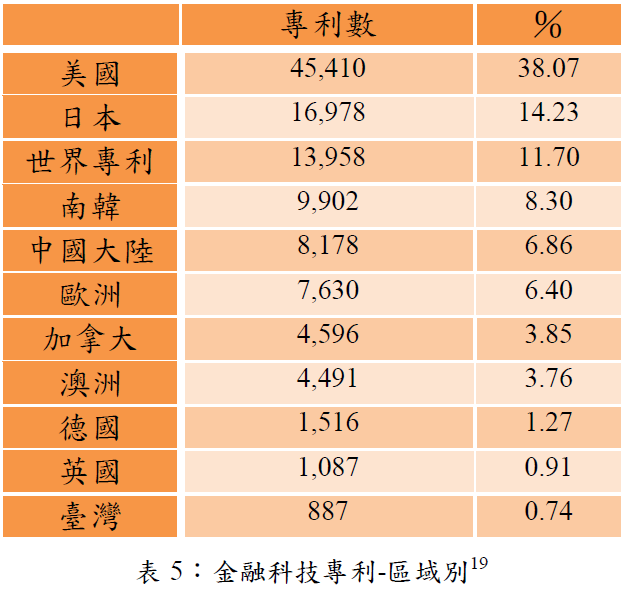 專利數 %
美國 45,410 38.07
日本 16,978 14.23
世界專利 13,958 11.70
南韓 9,902 8.30
中國大陸 8,178 6.86
歐洲 7,630 6.40
加拿大 4,596 3.85
澳洲 4,491 3.76
德國 1,516 1.27
英國 1,087 0.91
臺灣 887 0.74
表 5：金融科技專利-區域別19